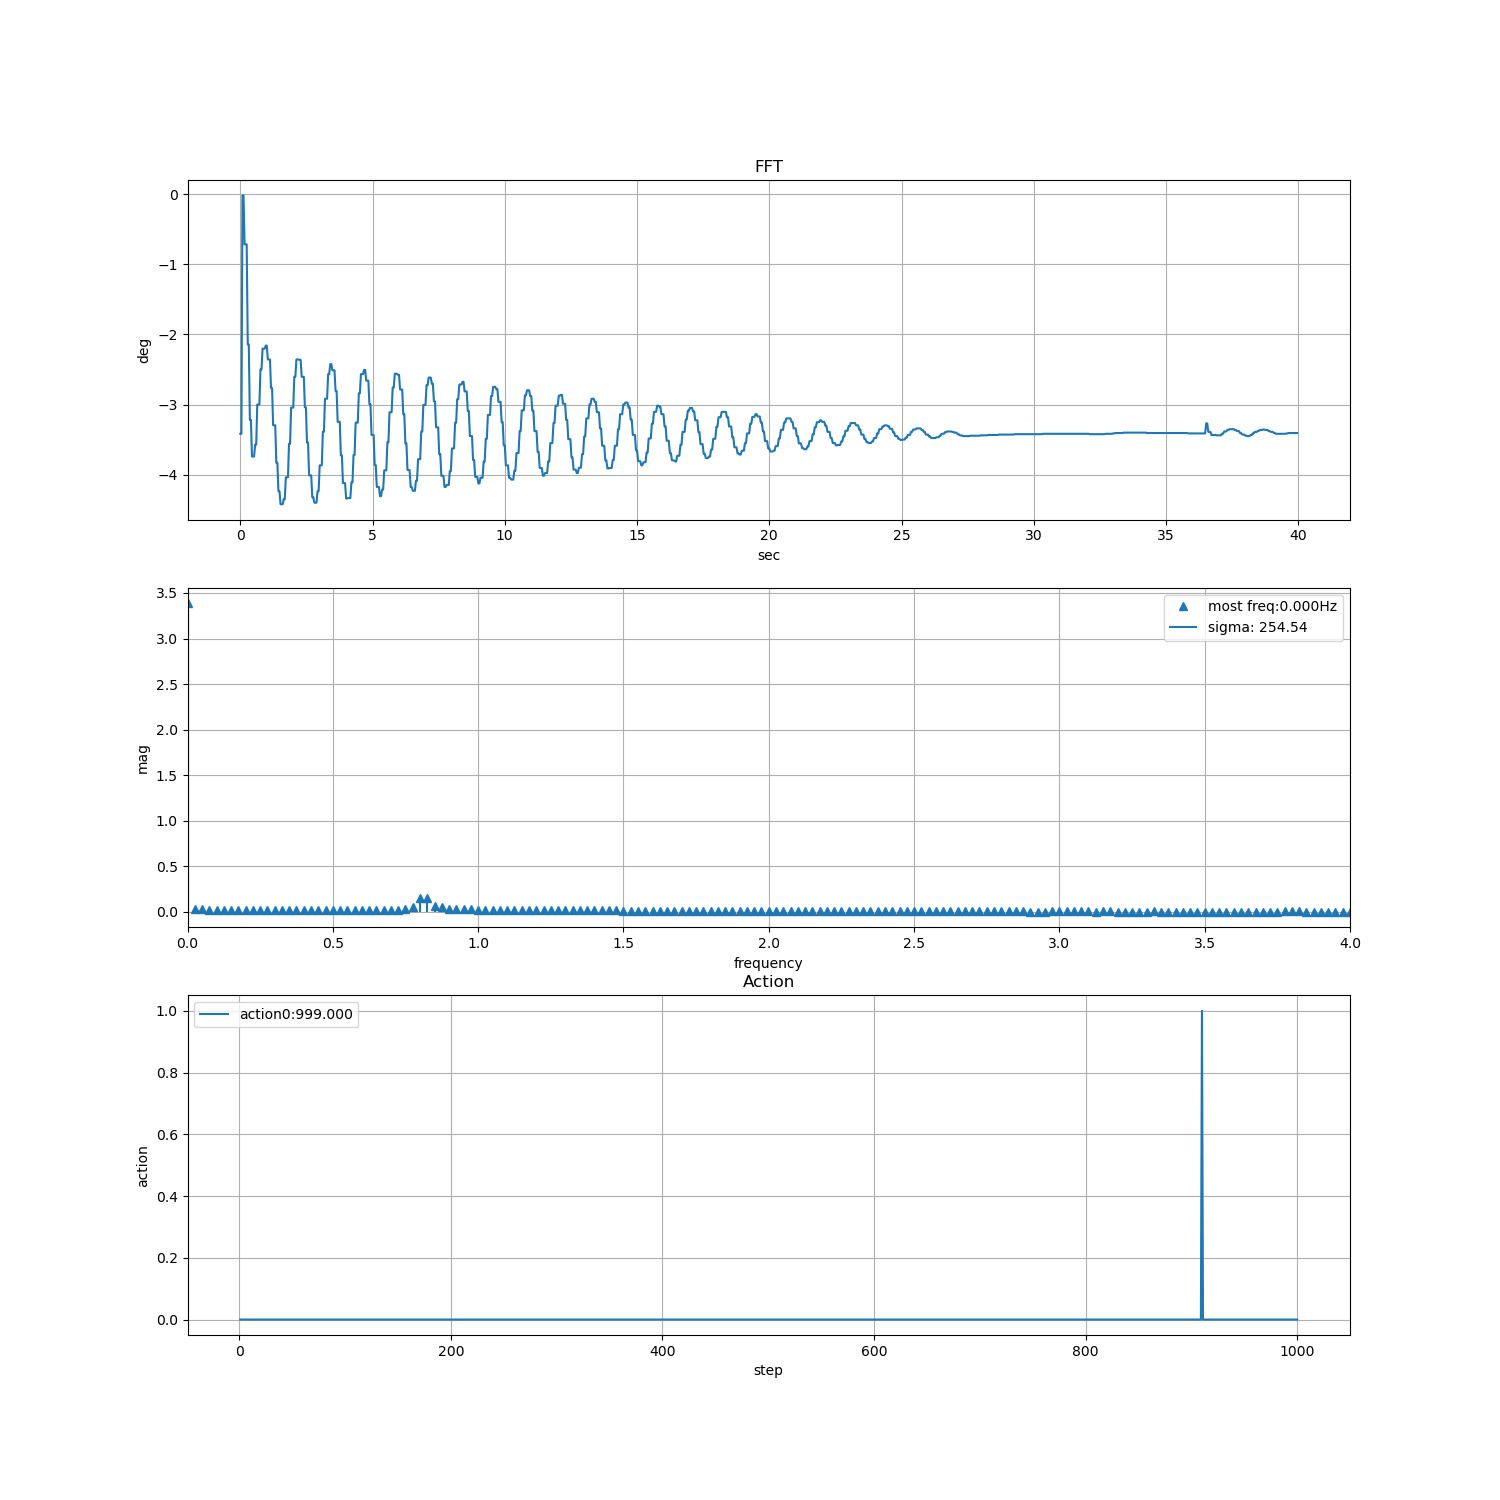 FFT
0
−1
−2
−3
−4
deg
0 5 10 15 20 25 30 35 40
sec
3.5
3.0
2.5
2.0
1.5
1.0
0.5
0.0
mag
most freq:0.000Hz
sigma: 254.54
0.0 0.5 1.0 1.5 2.0 2.5 3.0 3.5 4.0
frequency
Action
1.0
0.8
0.6
0.4
0.2
0.0
action
action0:999.000
0 200 400 600 800 1000
step